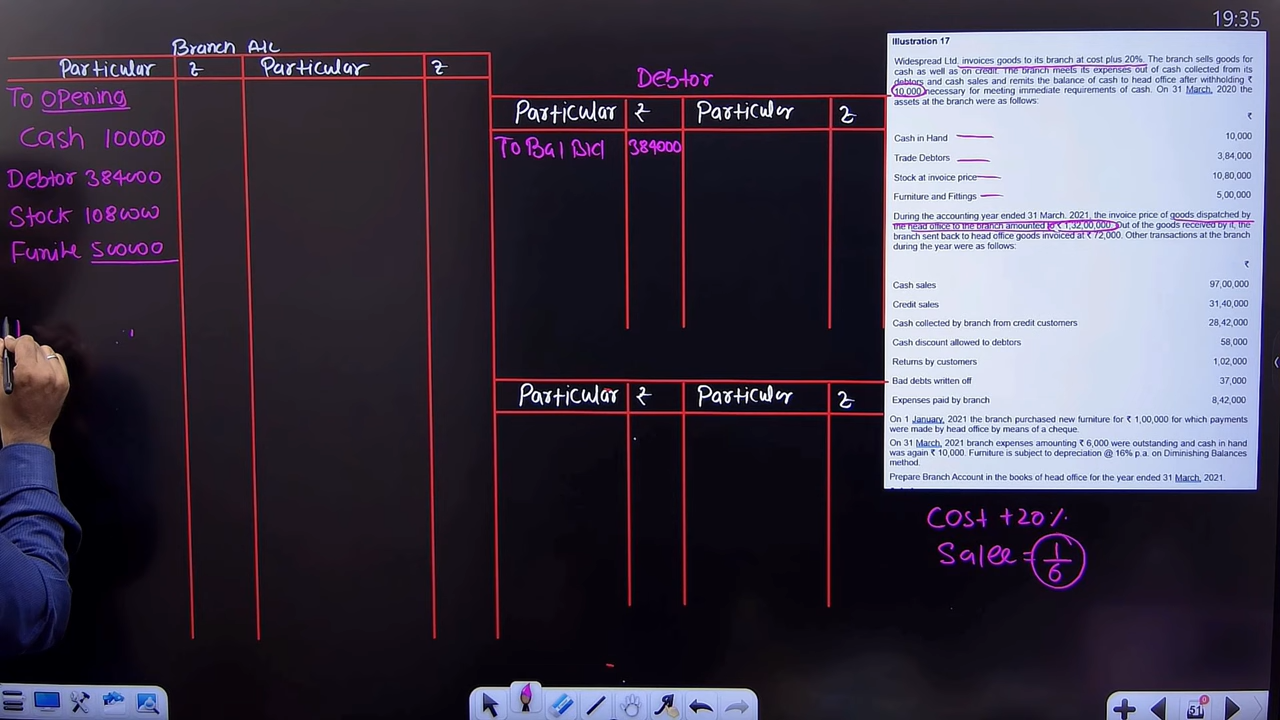 19:35
Branch A/c
Particular ₹ Particular ₹
To Opening
Cash 10000
Debtor 384000
Stock 1080000
Furnite 500000
Debtor
Particular ₹ Particular ₹
To Bal B/d 384000
Particular ₹ Particular ₹
Illustration 17
Widespread Ltd. invoices goods to its branch at cost plus 20%. The branch sells goods for
cash as well as on credit. The branch meets its expenses out of cash collected from its
debtors and cash sales and remits the balance of cash to head office after withholding ₹
10,000 necessary for meeting immediate requirements of cash. On 31 March, 2020 the
assets at the branch were as follows:
₹
Cash in Hand 10,000
Trade Debtors 3,84,000
Stock at invoice price 10,80,000
Furniture and Fittings 5,00,000
During the accounting year ended 31 March, 2021, the invoice price of goods dispatched by
the head office to the branch amounted to ₹ 1,32,00,000. Out of the goods received by it, the
branch sent back to head office goods invoiced at ₹ 72,000. Other transactions at the branch
during the year were as follows:
₹
Cash sales 97,00,000
Credit sales 31,40,000
Cash collected by branch from credit customers 28,42,000
Cash discount allowed to debtors 58,000
Returns by customers 1,02,000
Bad debts written off 37,000
Expenses paid by branch 8,42,000
On 1 January, 2021 the branch purchased new furniture for ₹ 1,00,000 for which payments
were made by head office by means of a cheque.
On 31 March, 2021 branch expenses amounting ₹ 6,000 were outstanding and cash in hand
was again ₹ 10,000. Furniture is subject to depreciation @ 16% p.a. on Diminishing Balances
method.
Prepare Branch Account in the books of head office for the year ended 31 March, 2021.
Cost +20%
Sale = 1/6
51